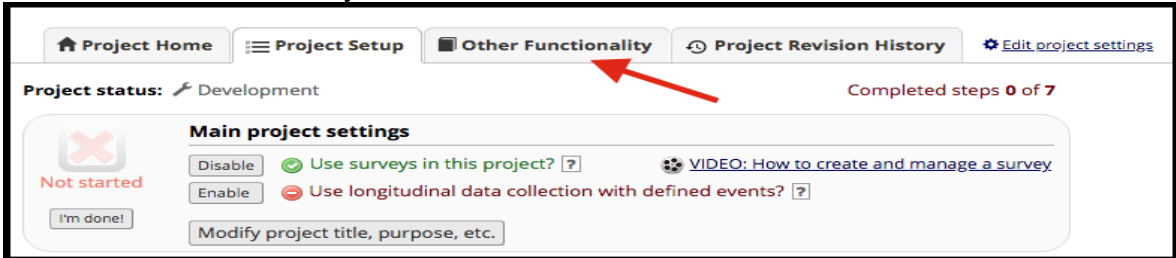 Project Home Project Setup Other Functionality Project Revision History Edit project settings
Project status: Development Completed steps 0 of 7
Main project settings
Disable Use surveys in this project? ? VIDEO: How to create and manage a survey
Not started
Enable Use longitudinal data collection with defined events? ?
I'm done!
Modify project title, purpose, etc.